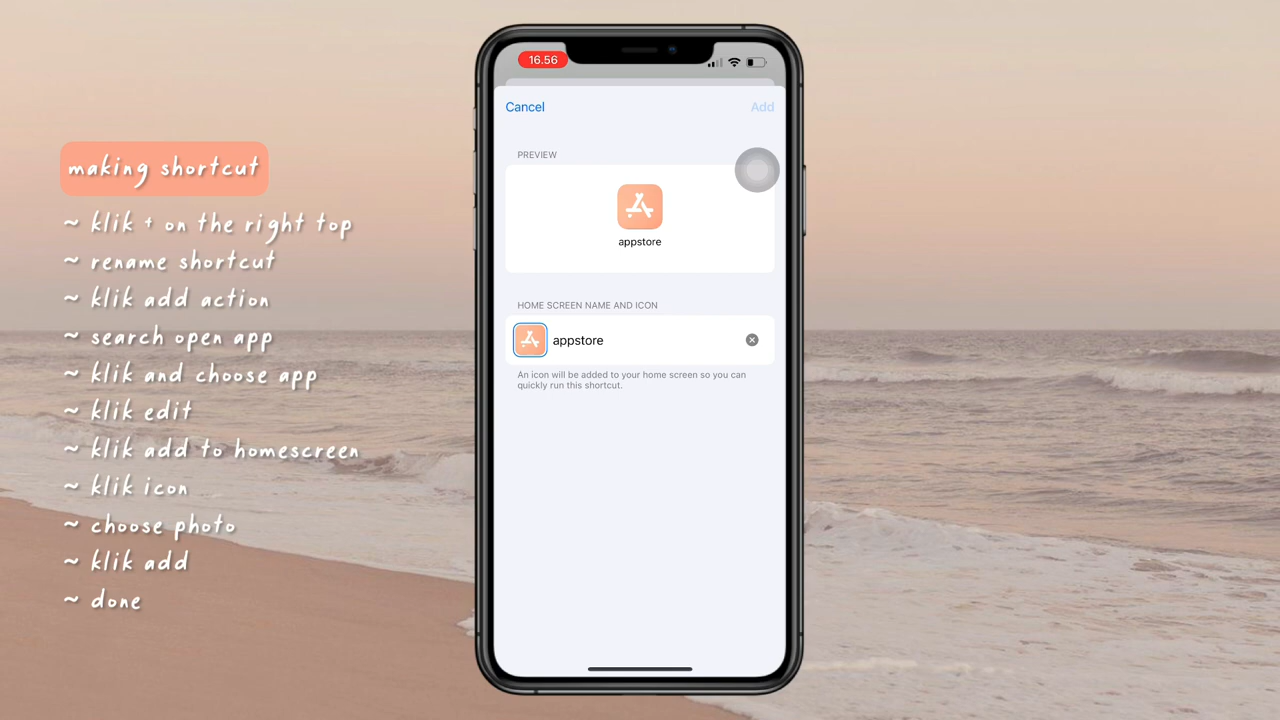 making shortcut
~ klik + on the right top
~ rename shortcut
~ klik add action
~ search open app
~ klik and choose app
~ klik edit
~ klik add to homescreen
~ klik icon
~ choose photo
~ klik add
~ done
16.56
Cancel
Add
PREVIEW
appstore
HOME SCREEN NAME AND ICON
appstore
An icon will be added to your home screen so you can
quickly run this shortcut.